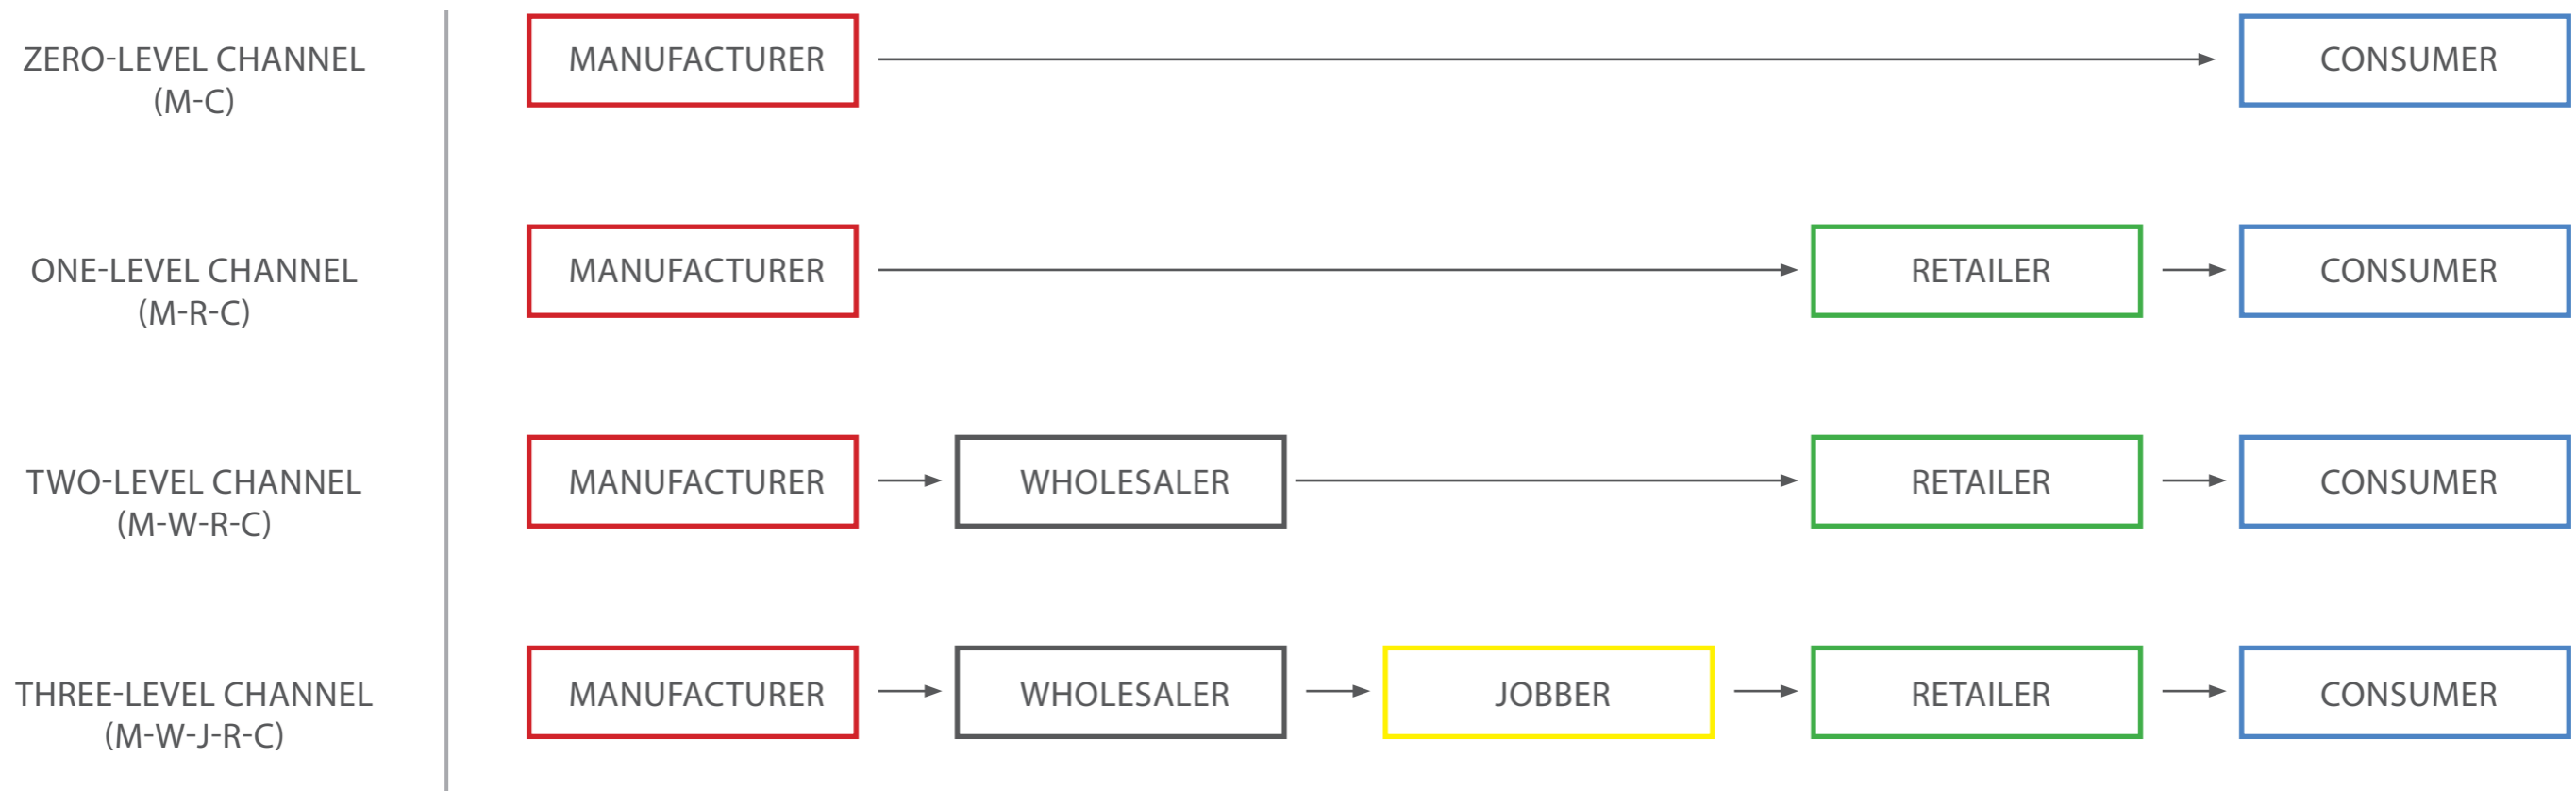 ZERO-LEVEL CHANNEL
(M-C)
MANUFACTURER
CONSUMER
ONE-LEVEL CHANNEL
(M-R-C)
MANUFACTURER
RETAILER
CONSUMER
TWO-LEVEL CHANNEL
(M-W-R-C)
MANUFACTURER
WHOLESALER
RETAILER
CONSUMER
THREE-LEVEL CHANNEL
(M-W-J-R-C)
MANUFACTURER
WHOLESALER
JOBBER
RETAILER
CONSUMER